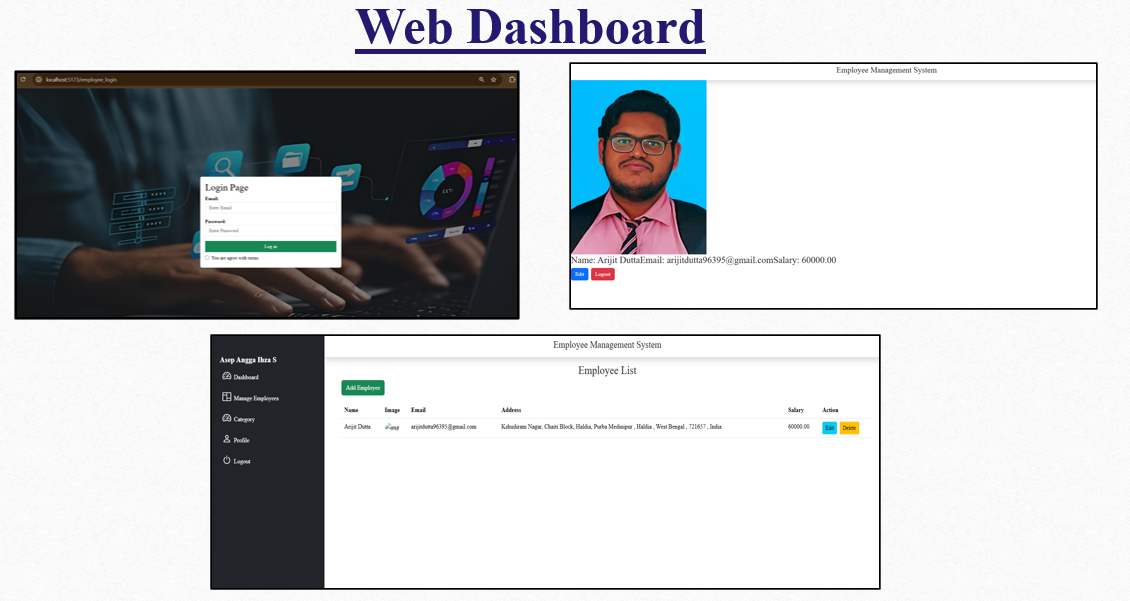 Web Dashboard
localhost:5173/employee_login
Login Page
Email:
Enter Email
Password:
Enter Password
Log in
You are agree with terms
Employee Management System
Name: Arijit DuttaEmail: arijitdutta96395@gmail.comSalary: 60000.00
Edit Logout
Asep Angga Ihza S
Dashboard
Manage Employees
Category
Profile
Logout
Employee Management System
Employee List
Add Employee
Name Image Email Address Salary Action
Arijit Dutta img arijitdutta96395@gmail.com Kshudiram Nagar, Chaiti Block, Haldia, Purba Medinipur , Haldia , West Bengal , 721657 , India 60000.00 Edit Delete